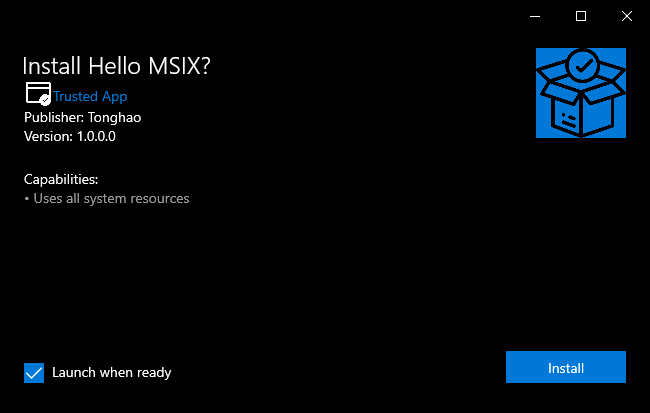 Install Hello MSIX?
Trusted App
Publisher: Tonghao
Version: 1.0.0.0
Capabilities:
• Uses all system resources
Launch when ready
Install